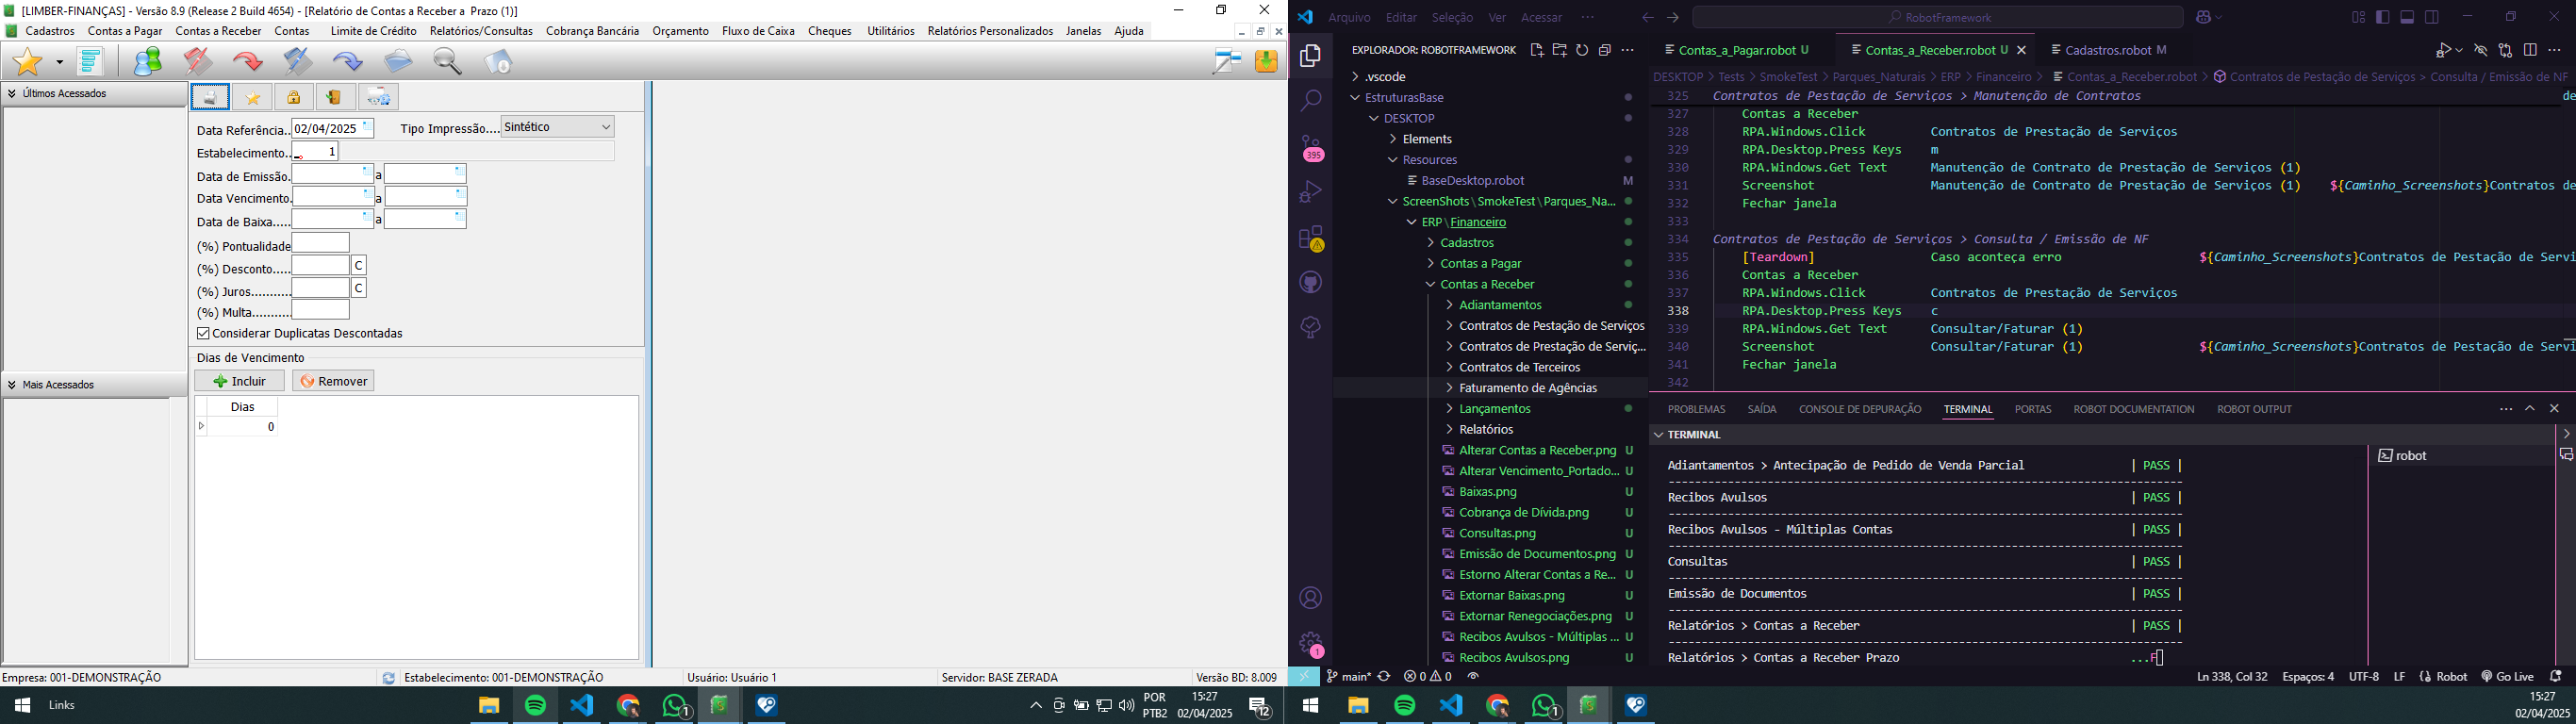 [LIMBER-FINANÇAS] - Versão 8.9 (Release 2 Build 4654) - [Relatório de Contas a Receber a  Prazo (1)]
Cadastros Contas a Pagar Contas a Receber Contas Limite de Crédito Relatórios/Consultas Cobrança Bancária Orçamento Fluxo de Caixa Cheques Utilitários Relatórios Personalizados Janelas Ajuda
Últimos Acessados
Mais Acessados
Data Referência.. 02/04/2025 Tipo Impressão.... Sintético
Estabelecimento.. 1
Data de Emissão. a
Data Vencimento. a
Data de Baixa..... a
(%) Pontualidade
(%) Desconto..... C
(%) Juros........... C
(%) Multa...........
Considerar Duplicatas Descontadas
Dias de Vencimento
Incluir Remover
Dias
0
Empresa: 001-DEMONSTRAÇÃO Estabelecimento: 001-DEMONSTRAÇÃO Usuário: Usuário 1 Servidor: BASE ZERADA Versão BD: 8.009
Links
1
POR
PTB2
15:27
02/04/2025
12
Arquivo Editar Seleção Ver Acessar ··· RobotFramework
EXPLORADOR: ROBOTFRAMEWORK
395
1
.vscode
EstruturasBase
DESKTOP
Elements
Resources
BaseDesktop.robot M
ScreenShots\SmokeTest\Parques_Na...
ERP\Financeiro
Cadastros
Contas a Pagar
Contas a Receber
Adiantamentos
Contratos de Pestação de Serviços
Contratos de Prestação de Serviç...
Contratos de Terceiros
Faturamento de Agências
Lançamentos
Relatórios
Alterar Contas a Receber.png U
Alterar Vencimento_Portado... U
Baixas.png U
Cobrança de Dívida.png U
Consultas.png U
Emissão de Documentos.png U
Estorno Alterar Contas a Re... U
Extornar Baixas.png U
Extornar Renegociações.png U
Recibos Avulsos - Múltiplas ... U
Recibos Avulsos.png U
Contas_a_Pagar.robot U Contas_a_Receber.robot U Cadastros.robot M
DESKTOP > Tests > SmokeTest > Parques_Naturais > ERP > Financeiro > Contas_a_Receber.robot > Contratos de Pestação de Serviços > Consulta / Emissão de NF
325 Contratos de Pestação de Serviços > Manutenção de Contratos de
327 Contas a Receber
328 RPA.Windows.Click Contratos de Prestação de Serviços
329 RPA.Desktop.Press Keys m
330 RPA.Windows.Get Text Manutenção de Contrato de Prestação de Serviços (1)
331 Screenshot Manutenção de Contrato de Prestação de Serviços (1) ${Caminho_Screenshots}Contratos de
332 Fechar janela
333
334 Contratos de Pestação de Serviços > Consulta / Emissão de NF
335 [Teardown] Caso aconteça erro ${Caminho_Screenshots}Contratos de Pestação de Servi
336 Contas a Receber
337 RPA.Windows.Click Contratos de Prestação de Serviços
338 RPA.Desktop.Press Keys c
339 RPA.Windows.Get Text Consultar/Faturar (1)
340 Screenshot Consultar/Faturar (1) ${Caminho_Screenshots}Contratos de Pestação de Servi
341 Fechar janela
342
PROBLEMAS SAÍDA CONSOLE DE DEPURAÇÃO TERMINAL PORTAS ROBOT DOCUMENTATION ROBOT OUTPUT
TERMINAL
robot
Adiantamentos > Antecipação de Pedido de Venda Parcial | PASS |
------------------------------------------------------------------------------
Recibos Avulsos | PASS |
------------------------------------------------------------------------------
Recibos Avulsos - Múltiplas Contas | PASS |
------------------------------------------------------------------------------
Consultas | PASS |
------------------------------------------------------------------------------
Emissão de Documentos | PASS |
------------------------------------------------------------------------------
Relatórios > Contas a Receber | PASS |
------------------------------------------------------------------------------
Relatórios > Contas a Receber Prazo ...F
main* 0 0 Ln 338, Col 32 Espaços: 4 UTF-8 LF Robot Go Live
1
15:27
02/04/2025